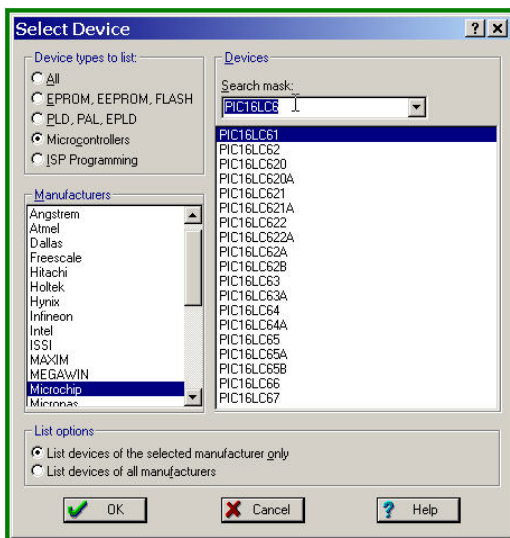 Select Device
Device types to list:
All
EPROM, EEPROM, FLASH
PLD, PAL, EPLD
Microcontrollers
ISP Programming
Manufacturers
Angstrem
Atmel
Dallas
Freescale
Hitachi
Holtek
Hynix
Infineon
Intel
ISSI
MAXIM
MEGAWIN
Microchip
Micronas
Devices
Search mask:
PIC16LC6
PIC16LC61
PIC16LC62
PIC16LC620
PIC16LC620A
PIC16LC621
PIC16LC621A
PIC16LC622
PIC16LC622A
PIC16LC62A
PIC16LC62B
PIC16LC63
PIC16LC63A
PIC16LC64
PIC16LC64A
PIC16LC65
PIC16LC65A
PIC16LC65B
PIC16LC66
PIC16LC67
List options
List devices of the selected manufacturer only
List devices of all manufacturers
OK
Cancel
? Help